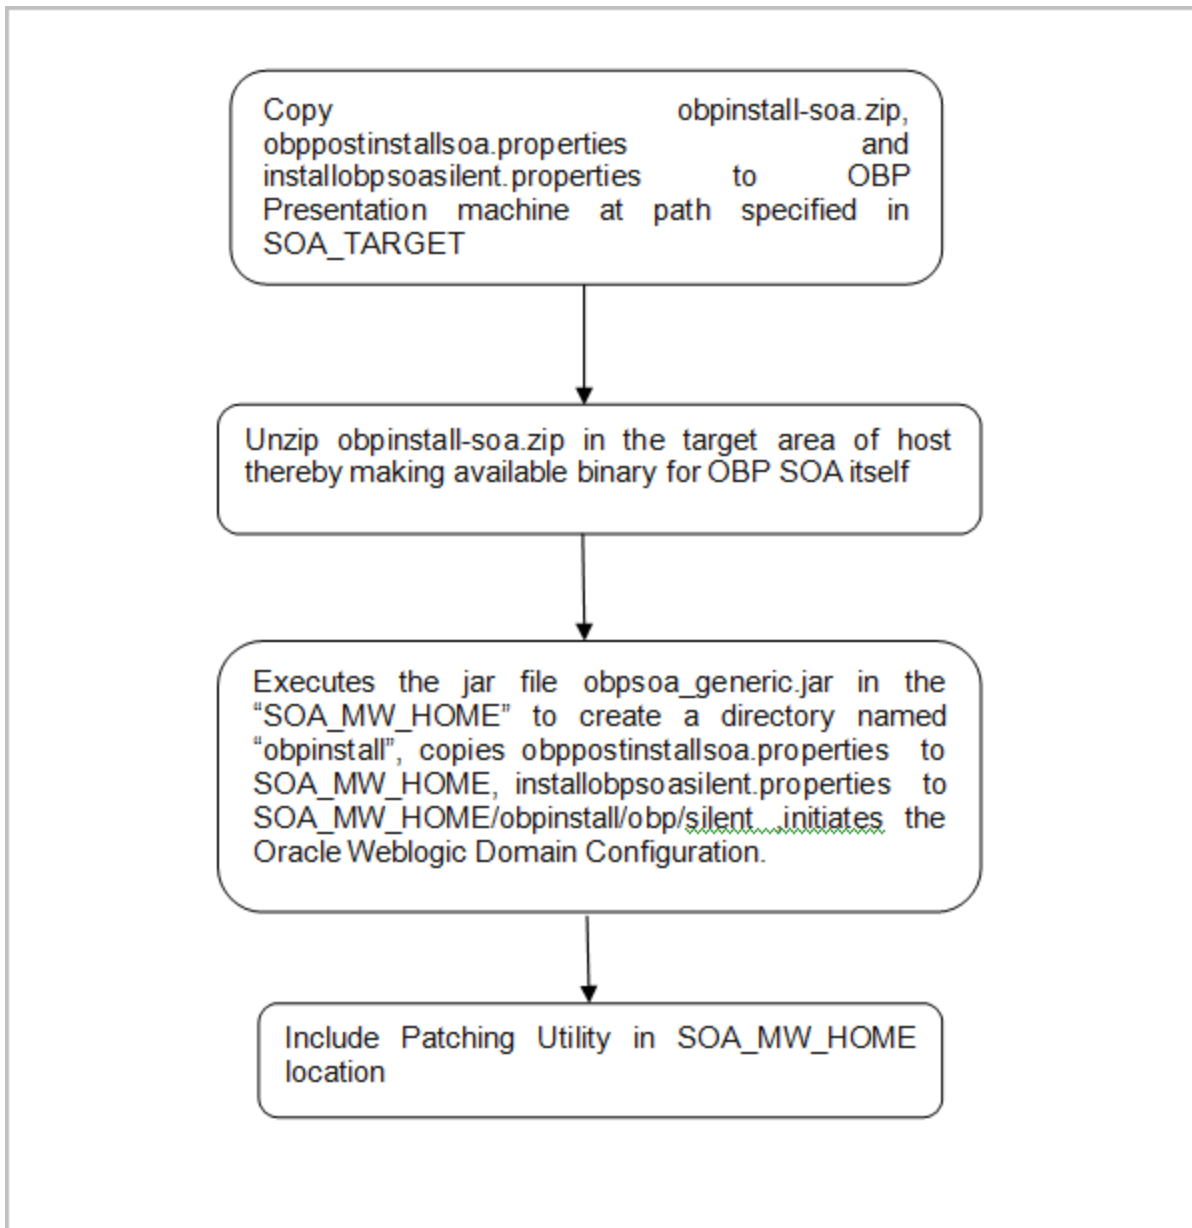 Copy obpinstall-soa.zip,
obppostinstallsoa.properties and
installobpsoasilent.properties to OBP
Presentation machine at path specified in
SOA_TARGET
Unzip obpinstall-soa.zip in the target area of host
thereby making available binary for OBP SOA itself
Executes the jar file obpsoa_generic.jar in the
“SOA_MW_HOME” to create a directory named
“obpinstall”, copies obppostinstallsoa.properties to
SOA_MW_HOME, installobpsoasilent.properties to
SOA_MW_HOME/obpinstall/obp/silent ,initiates the
Oracle Weblogic Domain Configuration.
Include Patching Utility in SOA_MW_HOME
location